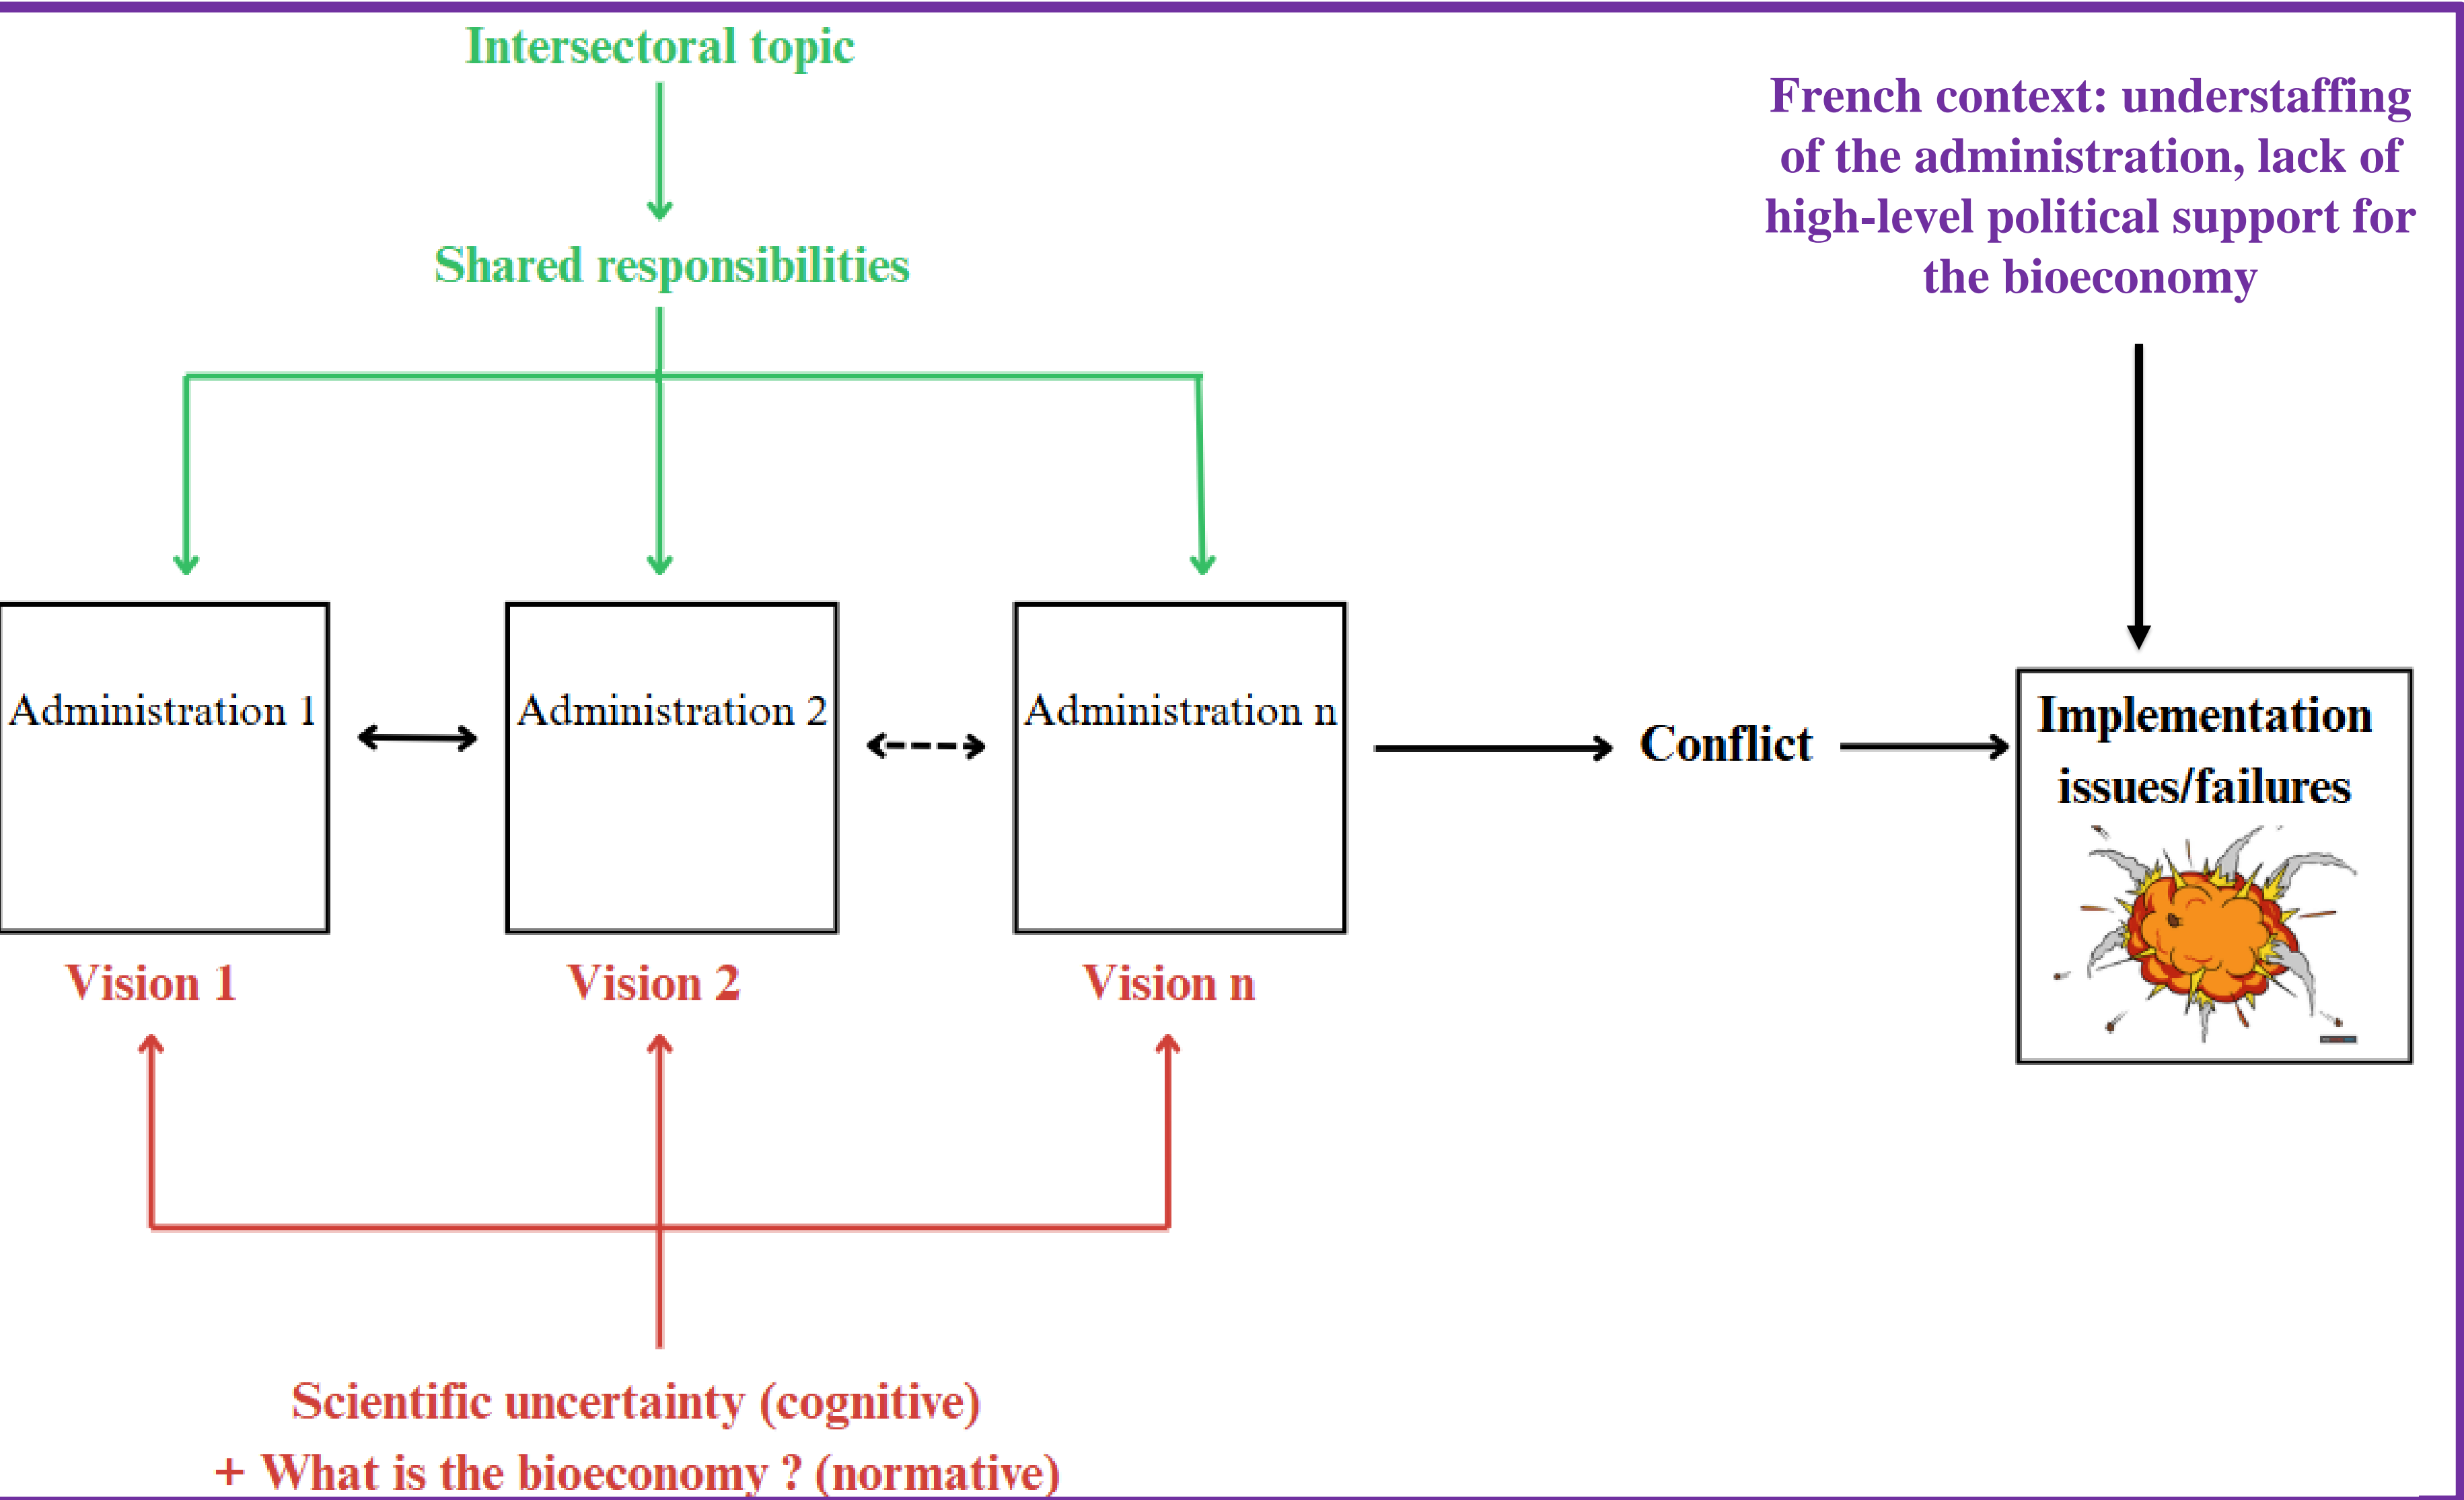 Intersectoral topic
Shared responsibilities
French context: understaffing
of the administration, lack of
high-level political support for
the bioeconomy
Administration 1
Administration 2
Administration n
Conflict
Implementation
issues/failures
Vision 1
Vision 2
Vision n
Scientific uncertainty (cognitive)
+ What is the bioeconomy ? (normative)